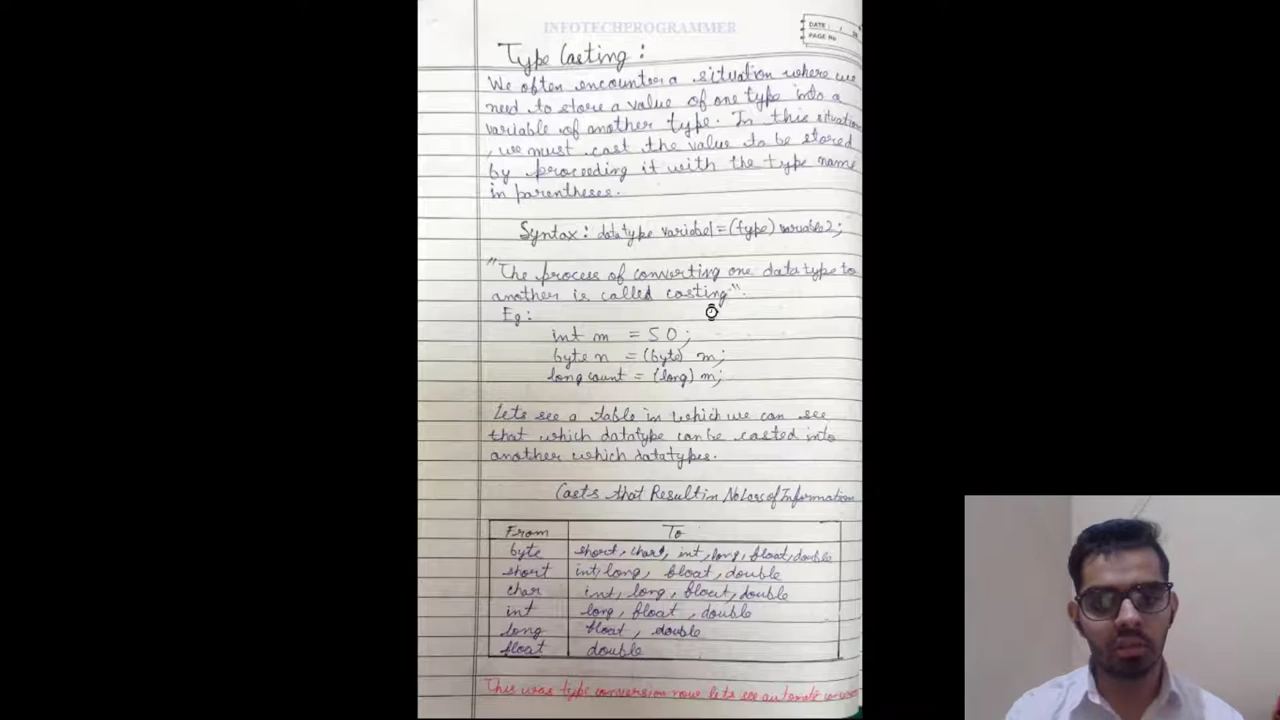 INFOTECHPROGRAMMER
DATE:
PAGE No
Type Casting :
We often encounter a situation where we
need to store a value of one type into a
variable of another type. In this situation
, we must cast the value to be stored
by proceeding it with the type name
in parentheses.
Syntax : datatype variabel = (type) variable2;
"The process of converting one data type to
another is called casting".
Eg :
int m = 50;
byte n = (byte) m;
long count = (long) m;
Lets see a table in which we can see
that which datatype can be casted into
another which datatypes.
Casts that Result in No Loss of Information
From To
byte short, char, int, long, float, double
short int, long, float, double
char int, long, float, double
int long, float, double
long float, double
float double
This was type conversion now lets see automatic